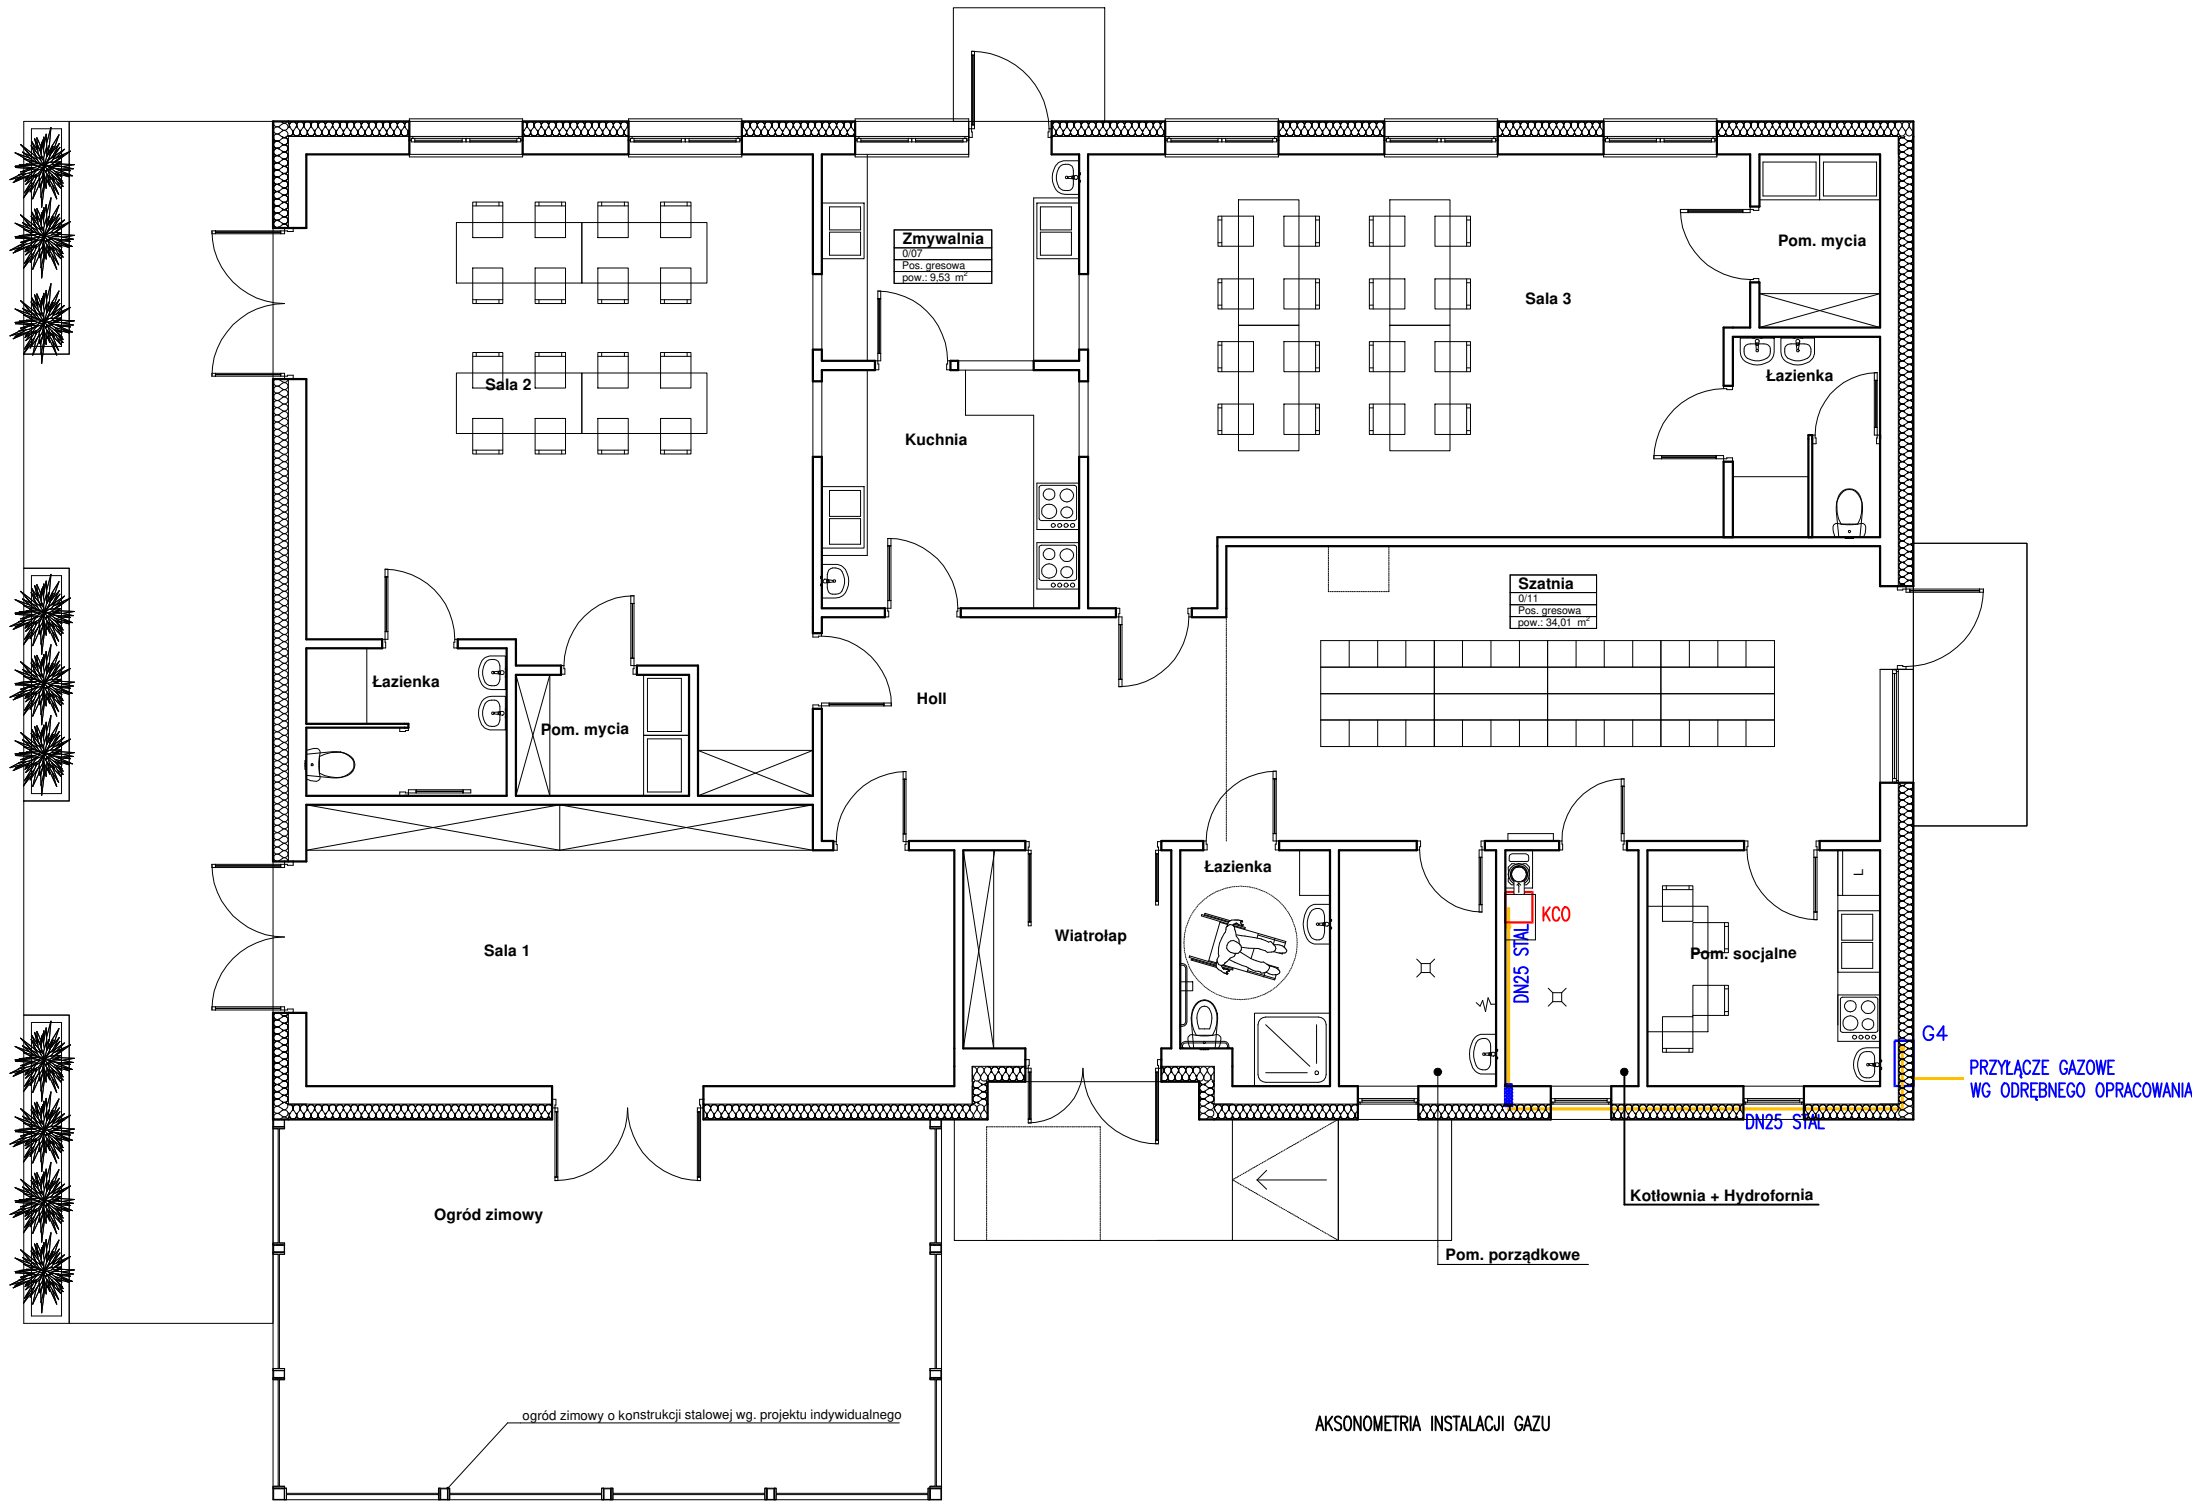 Zmywalnia
0/07
Pos. gresowa
pow.: 9,53 m²
Pom. mycia
Sala 3
Łazienka
Sala 2
Kuchnia
Szatnia
0/11
Pos. gresowa
pow.: 34,01 m²
Łazienka
Holl
Pom. mycia
Łazienka
L
KCO
Wiatrołap
Sala 1
DN25 STAL
Pom. socjalne
G4
PRZYŁĄCZE GAZOWE
WG ODRĘBNEGO OPRACOWANIA
DN25 STAL
Kotłownia + Hydrofornia
Ogród zimowy
Pom. porządkowe
ogród zimowy o konstrukcji stalowej wg. projektu indywidualnego
AKSONOMETRIA INSTALACJI GAZU